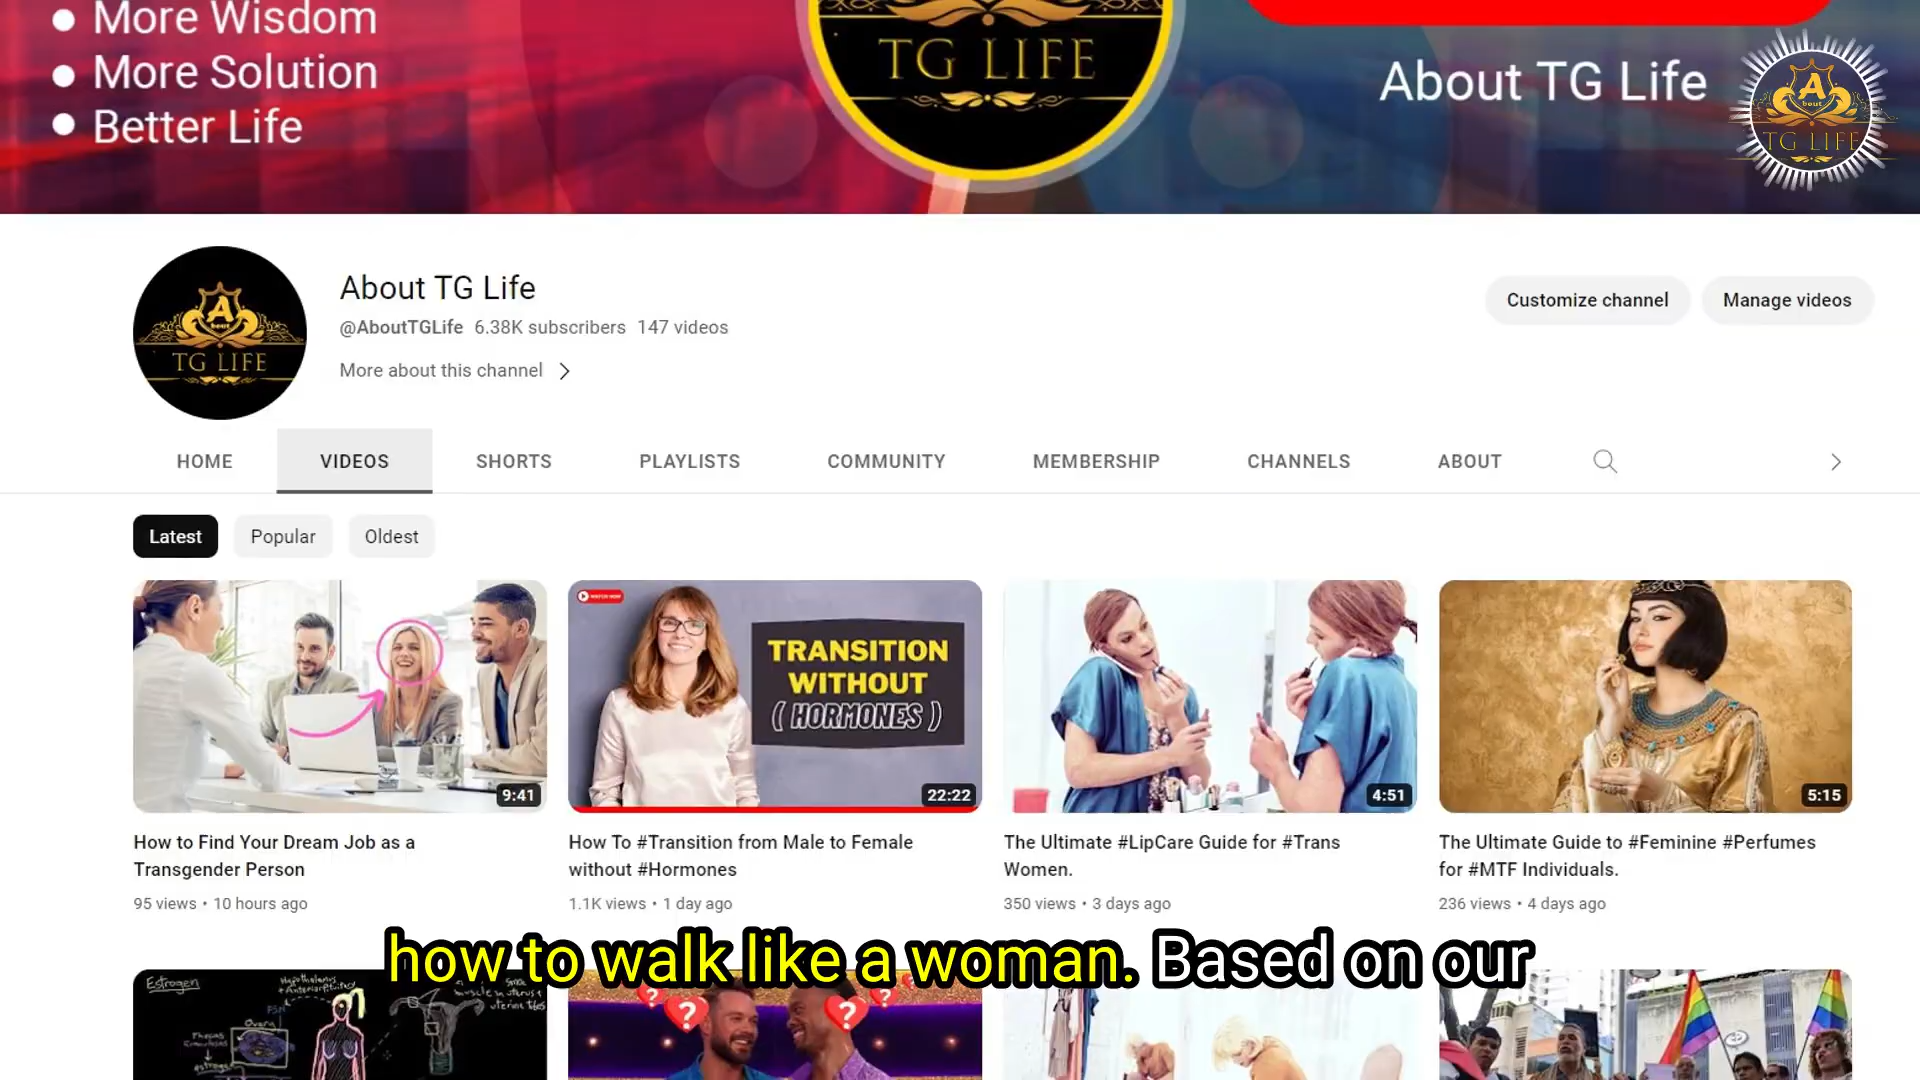 More Wisdom
More Solution
Better Life
TG LIFE
About TG Life
A
bout
TG LIFE
A
bout
TG LIFE
About TG Life
@AboutTGLife 6.38K subscribers 147 videos
More about this channel
Customize channel
Manage videos
HOME VIDEOS SHORTS PLAYLISTS COMMUNITY MEMBERSHIP CHANNELS ABOUT
Latest Popular Oldest
WATCH NOW
TRANSITION
WITHOUT
( HORMONES )
9:41
22:22
4:51
5:15
How to Find Your Dream Job as a
Transgender Person
95 views • 10 hours ago
How To #Transition from Male to Female
without #Hormones
1.1K views • 1 day ago
The Ultimate #LipCare Guide for #Trans
Women.
350 views • 3 days ago
The Ultimate Guide to #Feminine #Perfumes
for #MTF Individuals.
236 views • 4 days ago
how to walk like a woman. Based on our
Estrogen
Hypothalamus
Ovary
? ? ? ?